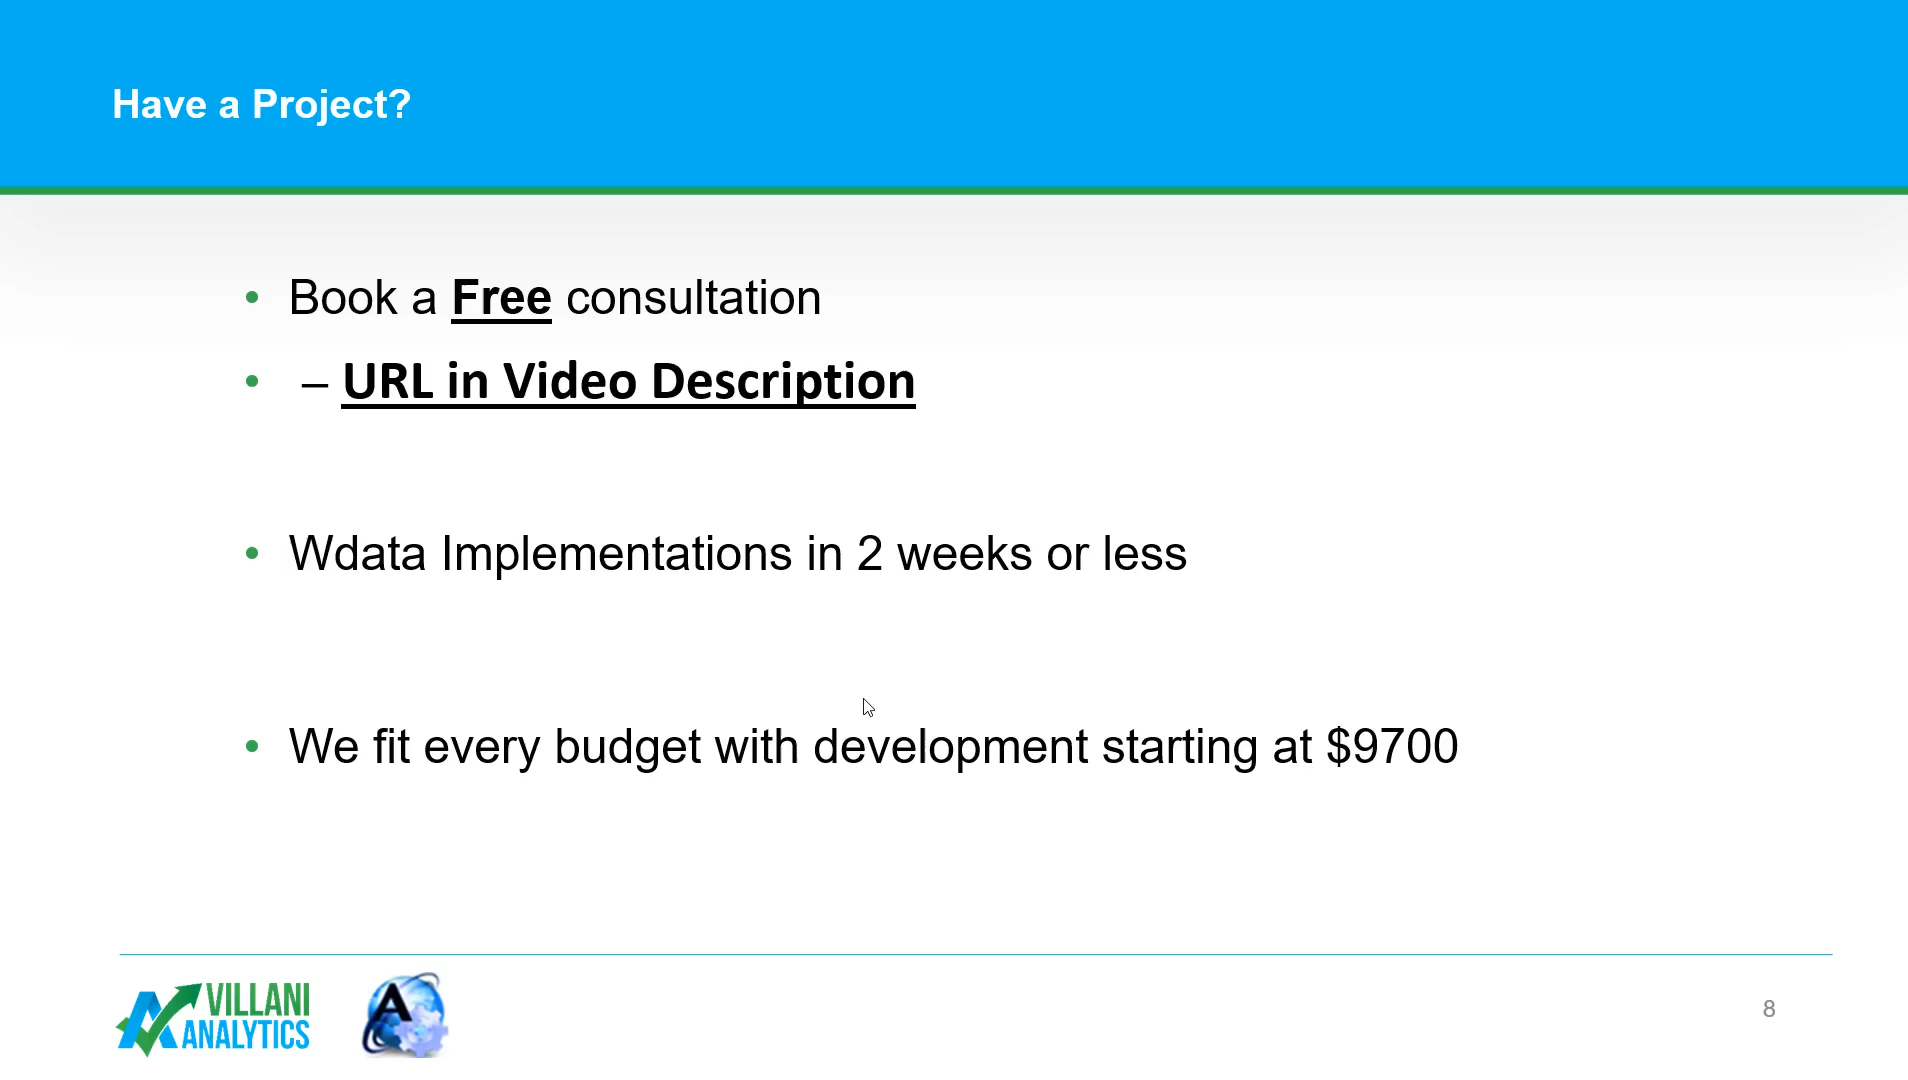 Have a Project?
• Book a Free consultation
• – URL in Video Description
• Wdata Implementations in 2 weeks or less
• We fit every budget with development starting at $9700
VILLANI
ANALYTICS
A
8